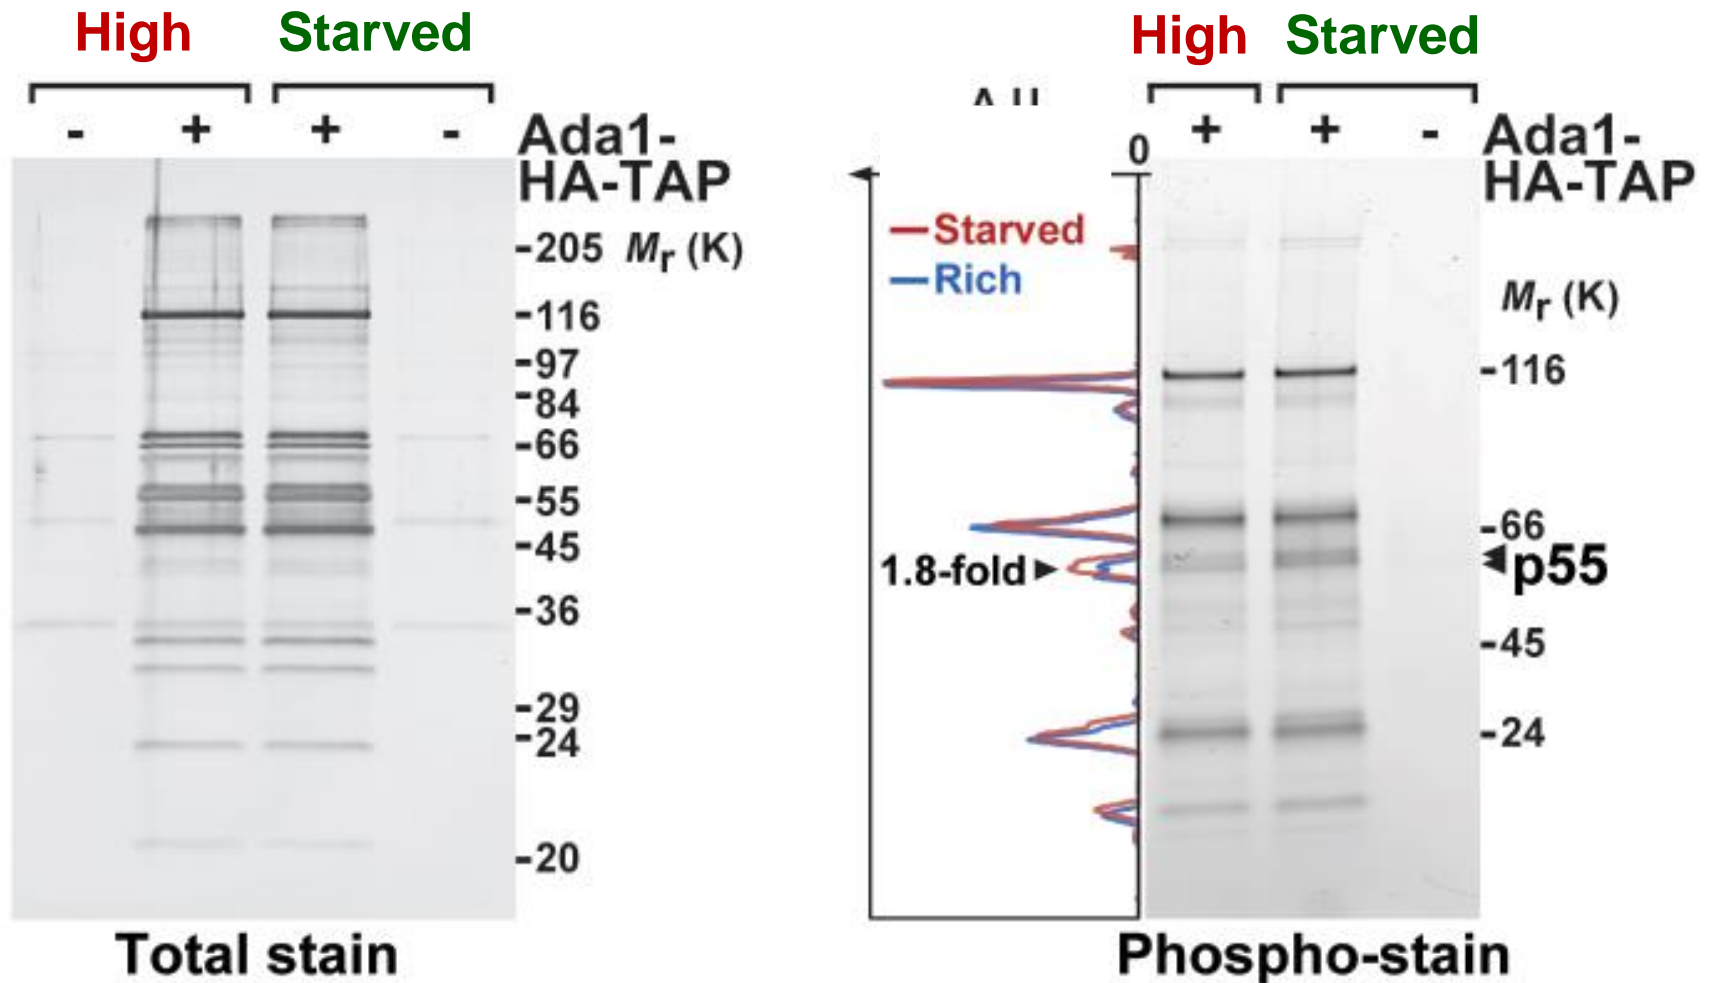 High Starved
- + + -
Ada1-
HA-TAP
-205 Mr (K)
-116
-97
-84
-66
-55
-45
-36
-29
-24
-20
Total stain
High Starved
+ + -
Ada1-
HA-TAP
0
Starved
Rich
Mr (K)
-116
-66
1.8-fold
p55
-45
-24
Phospho-stain